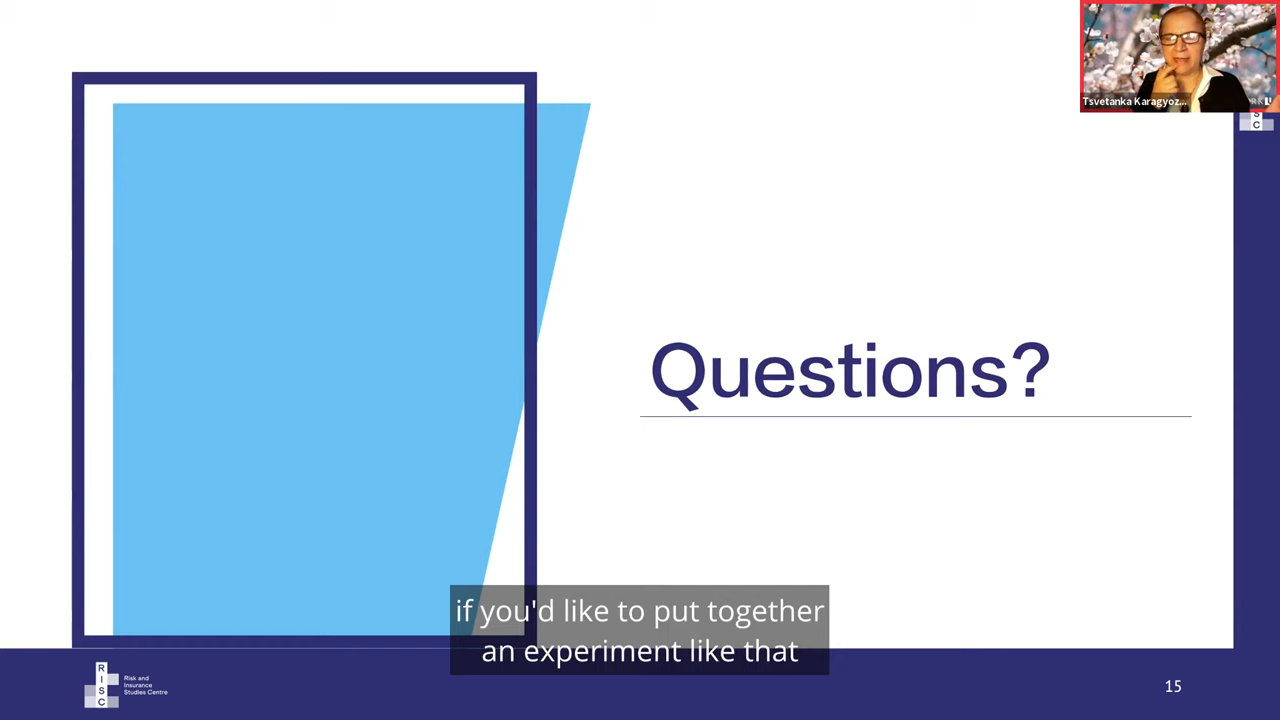 Tsvetanka Karagyoz...
S
C
Questions?
if you'd like to put together
an experiment like that
R
I
S
C
Risk and
Insurance
Studies Centre
15